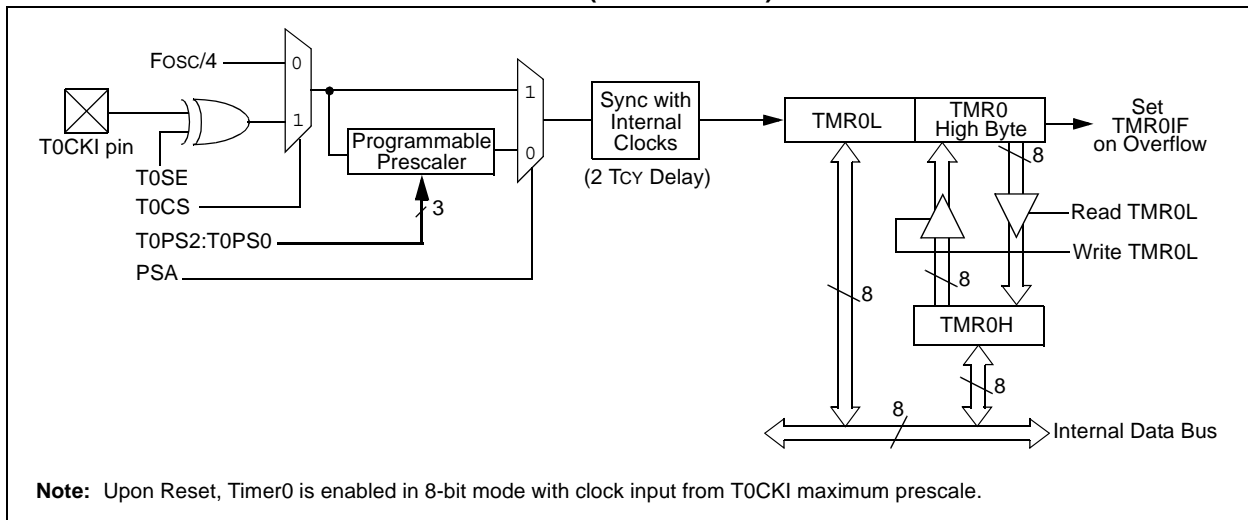 FOSC/4
0
1
T0CKI pin
T0SE
T0CS
T0PS2:T0PS0
PSA
Programmable
Prescaler
3
1
0
Sync with
Internal
Clocks
(2 TCY Delay)
TMR0L
TMR0
High Byte
Set
TMR0IF
on Overflow
8
Read TMR0L
Write TMR0L
8
8
TMR0H
8
8
Internal Data Bus
Note: Upon Reset, Timer0 is enabled in 8-bit mode with clock input from T0CKI maximum prescale.